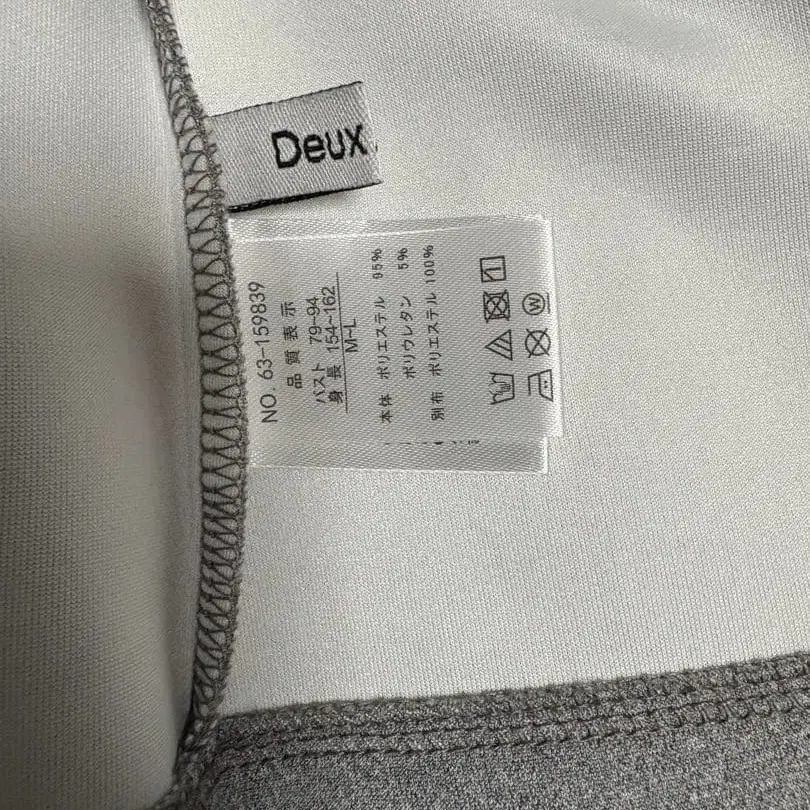 Deux
NO. 63-159839
品 質 表 示
バスト 79-94
身 長 154~162
M-L
本体 ポリエステル 95%
ポリウレタン 5%
別布 ポリエステル 100%
W